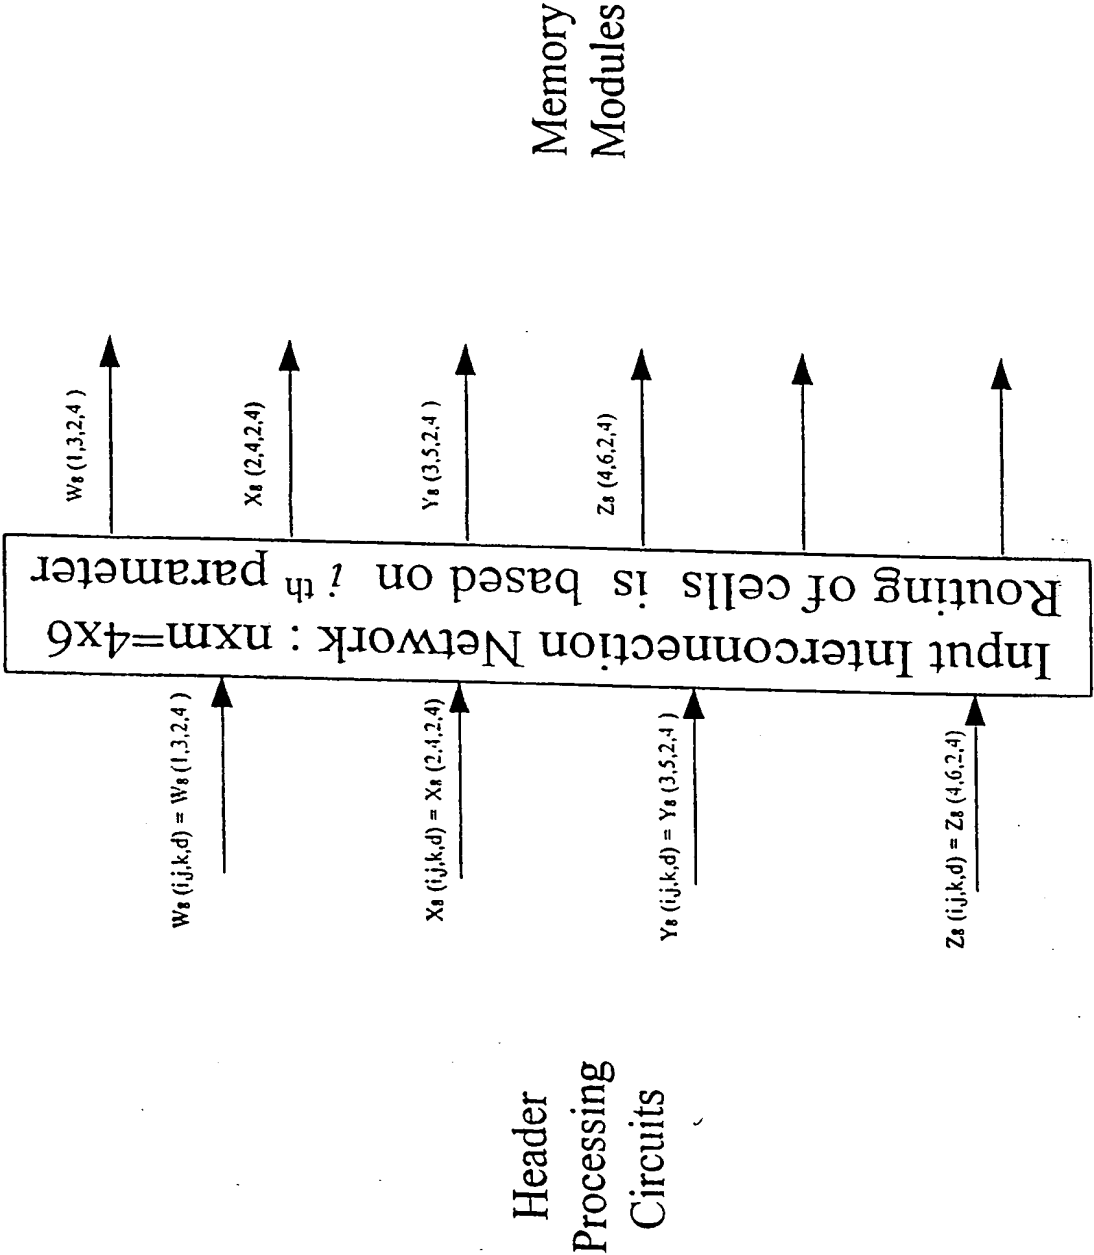 Header
Processing
Circuits
W8 (i,j,k,d) = W8 (1,3,2,4 )
X8 (i,j,k,d) = X8 (2,4,2,4)
Y8 (i,j,k,d) = Y8 (3,5,2,4 )
Z8 (i,j,k,d) = Z8 (4,6,2,4)
Input Interconnection Network : nxm=4x6
Routing of cells is based on i th parameter
W8 (1,3,2,4 )
X8 (2,4,2,4)
Y8 (3,5,2,4 )
Z8 (4,6,2,4)
Memory
Modules